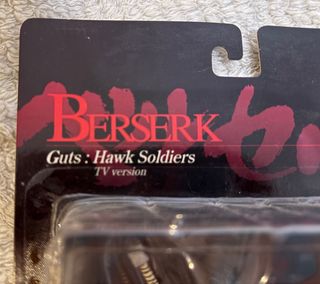 BERSERK
Guts : Hawk Soldiers
TV version